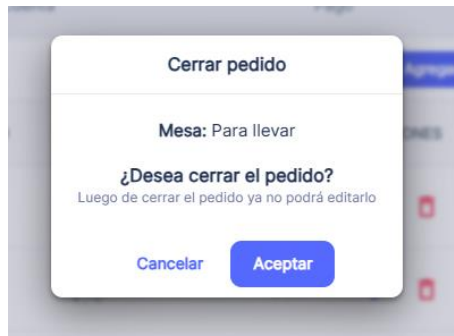 Cerrar pedido
Mesa: Para llevar
¿Desea cerrar el pedido?
Luego de cerrar el pedido ya no podrá editarlo
Cancelar Aceptar